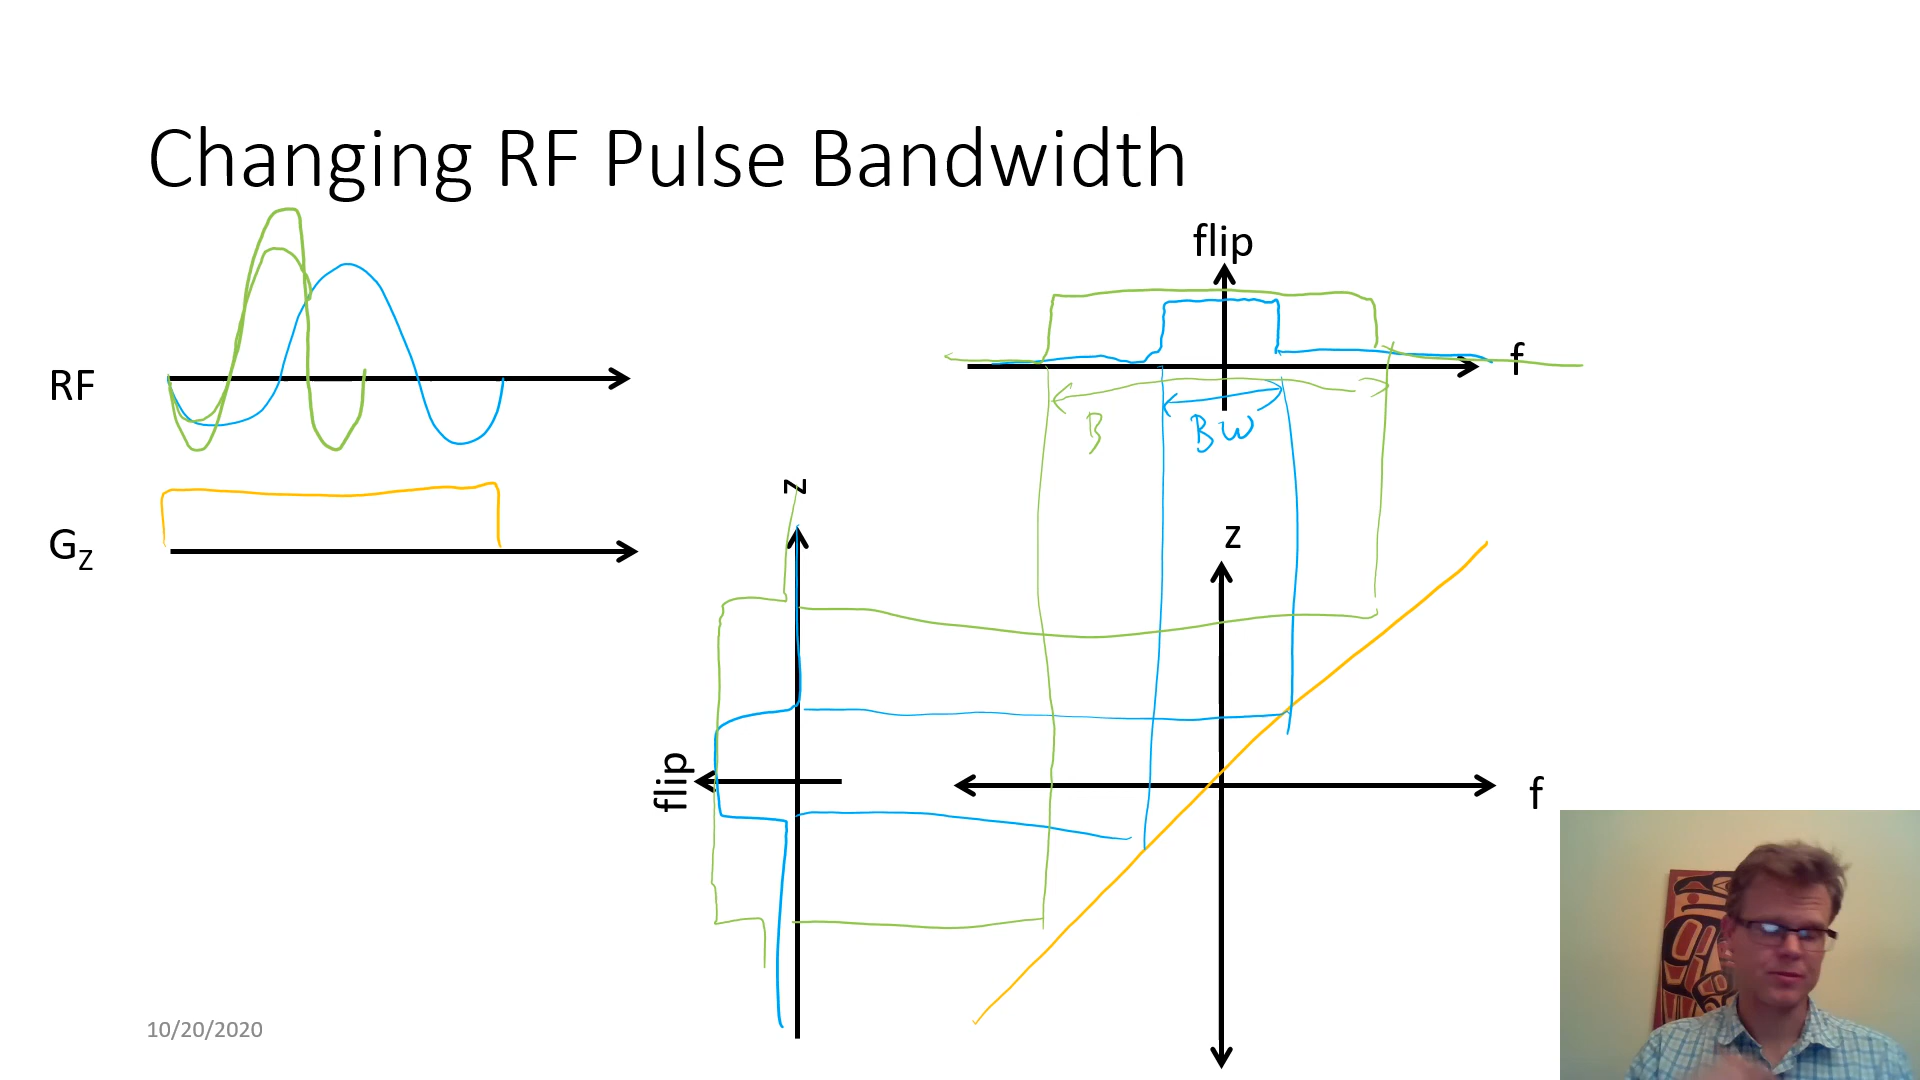 Changing RF Pulse Bandwidth
flip
f
RF
B
BW
z
z
Gz
flip
f
10/20/2020